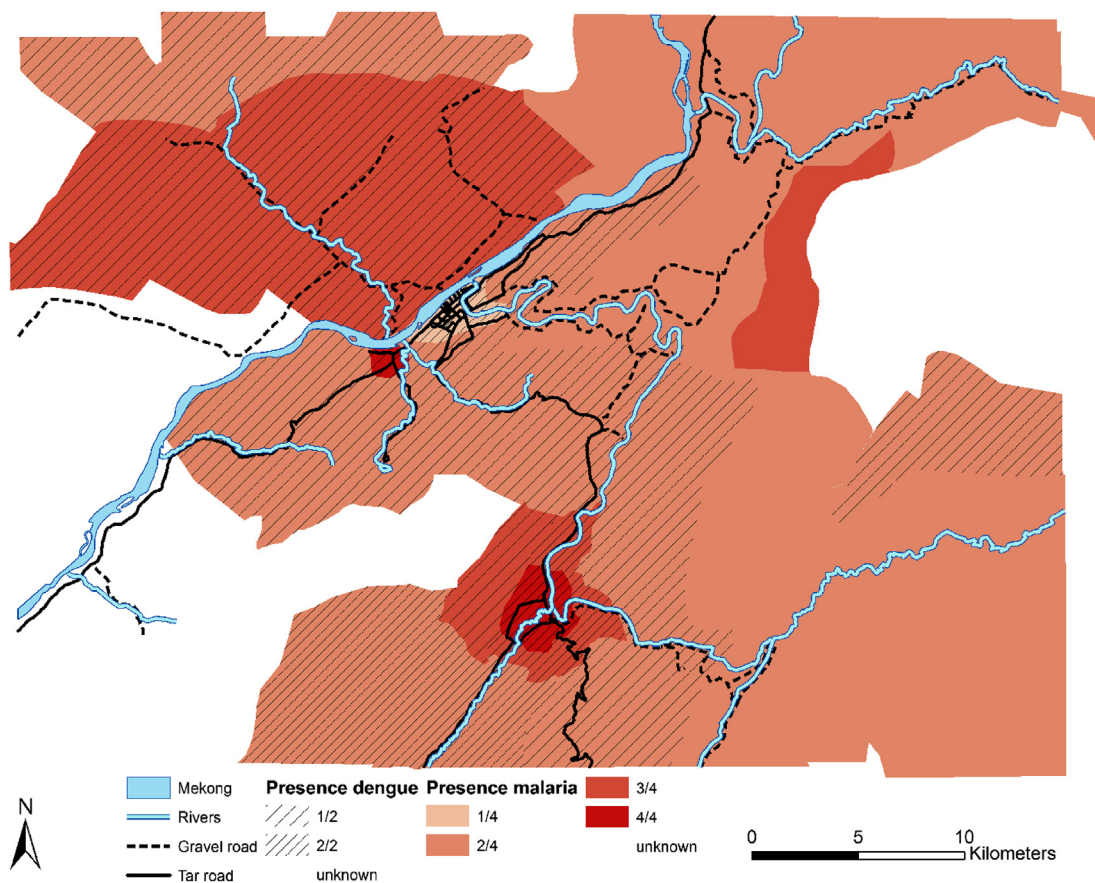 N
Mekong
Rivers
Gravel road
Tar road
Presence dengue
1/2
2/2
unknown
Presence malaria
1/4
2/4
3/4
4/4
unknown
0 5 10
Kilometers